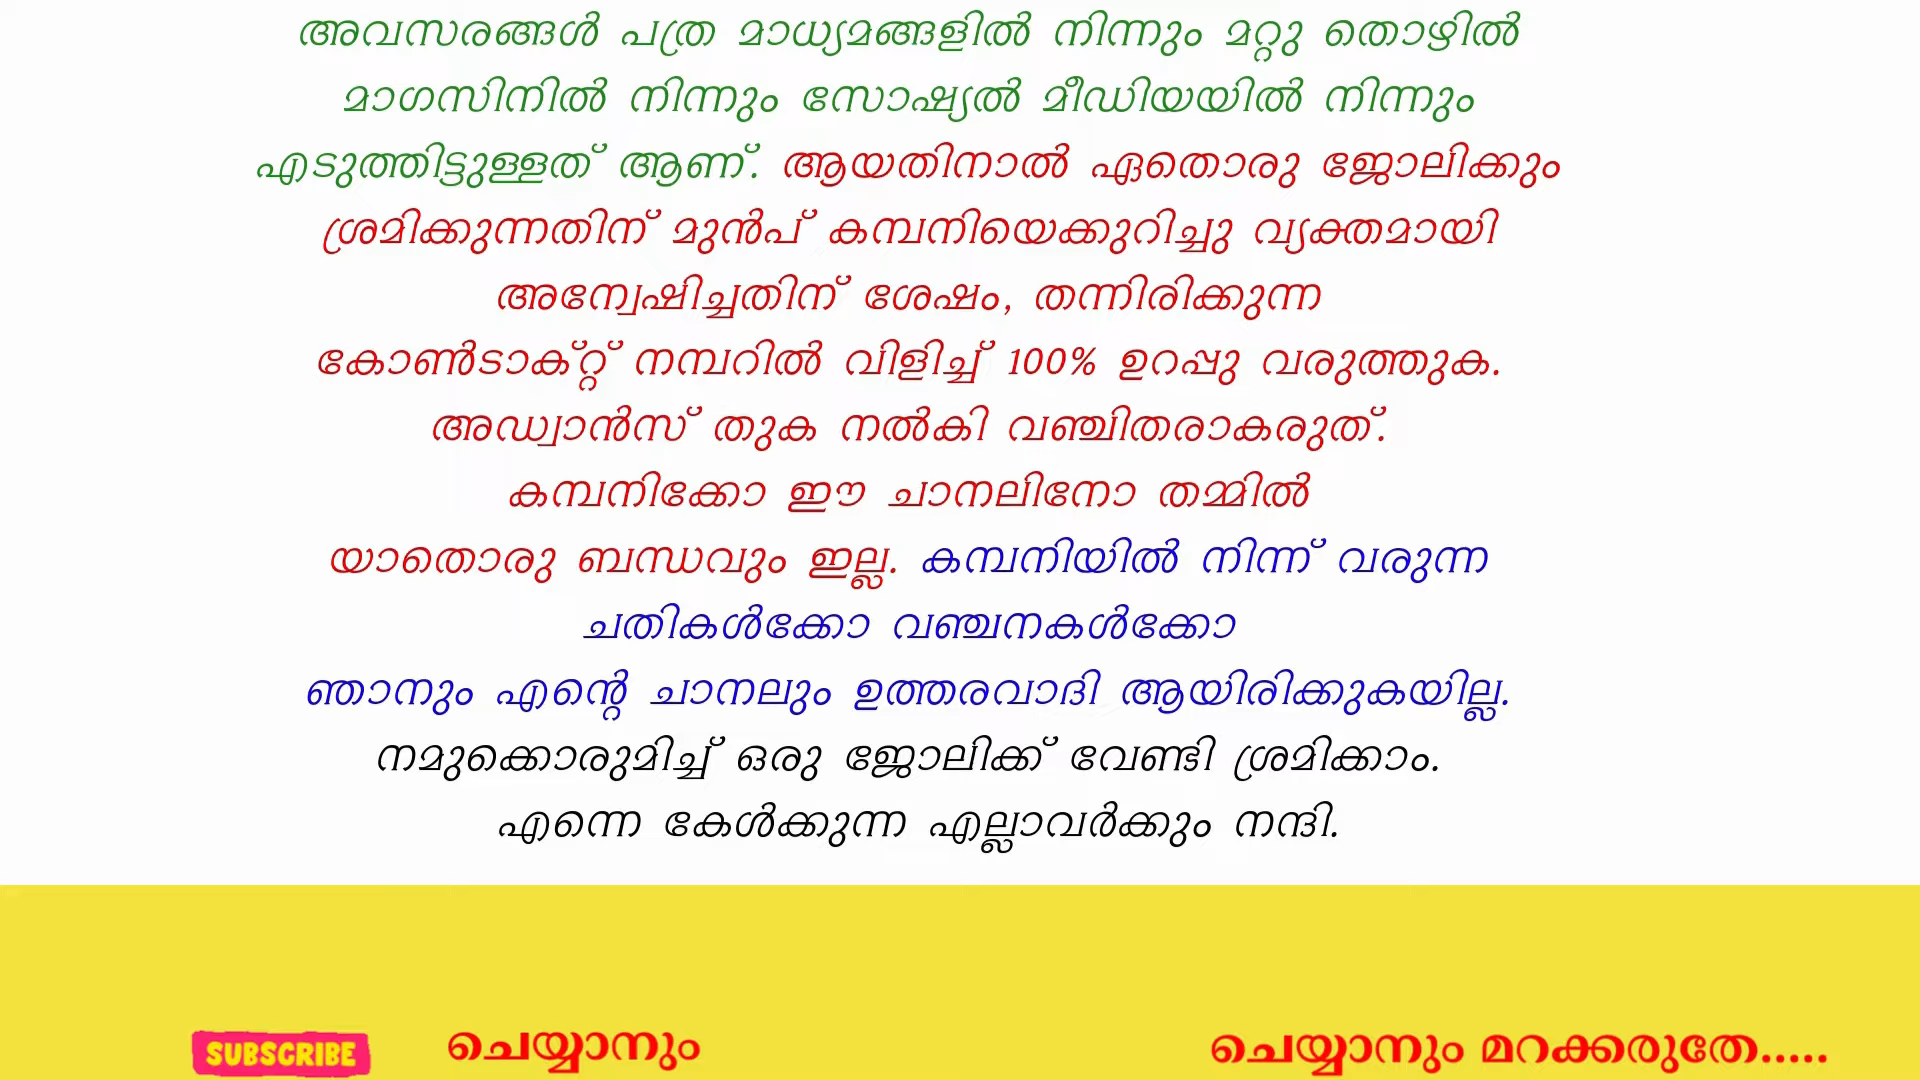 അവസരങ്ങൾ പത്ര മാധ്യമങ്ങളിൽ നിന്നും മറ്റു തൊഴിൽ
മാഗസിനിൽ നിന്നും സോഷ്യൽ മീഡിയയിൽ നിന്നും
എടുത്തിട്ടുള്ളത് ആണ്. ആയതിനാൽ ഏതൊരു ജോലിക്കും
ശ്രമിക്കുന്നതിന് മുൻപ് കമ്പനിയെക്കുറിച്ചു വ്യക്തമായി
അന്വേഷിച്ചതിന് ശേഷം, തന്നിരിക്കുന്ന
കോൺടാക്റ്റ് നമ്പറിൽ വിളിച്ച് 100% ഉറപ്പു വരുത്തുക.
അഡ്വാൻസ് തുക നൽകി വഞ്ചിതരാകരുത്.
കമ്പനിക്കോ ഈ ചാനലിനോ തമ്മിൽ
യാതൊരു ബന്ധവും ഇല്ല. കമ്പനിയിൽ നിന്ന് വരുന്ന
ചതികൾക്കോ വഞ്ചനകൾക്കോ
ഞാനും എന്റെ ചാനലും ഉത്തരവാദി ആയിരിക്കുകയില്ല.
നമുക്കൊരുമിച്ച് ഒരു ജോലിക്ക് വേണ്ടി ശ്രമിക്കാം.
എന്നെ കേൾക്കുന്ന എല്ലാവർക്കും നന്ദി.
SUBSCRIBE ചെയ്യാനും ചെയ്യാനും മറക്കരുതേ.....